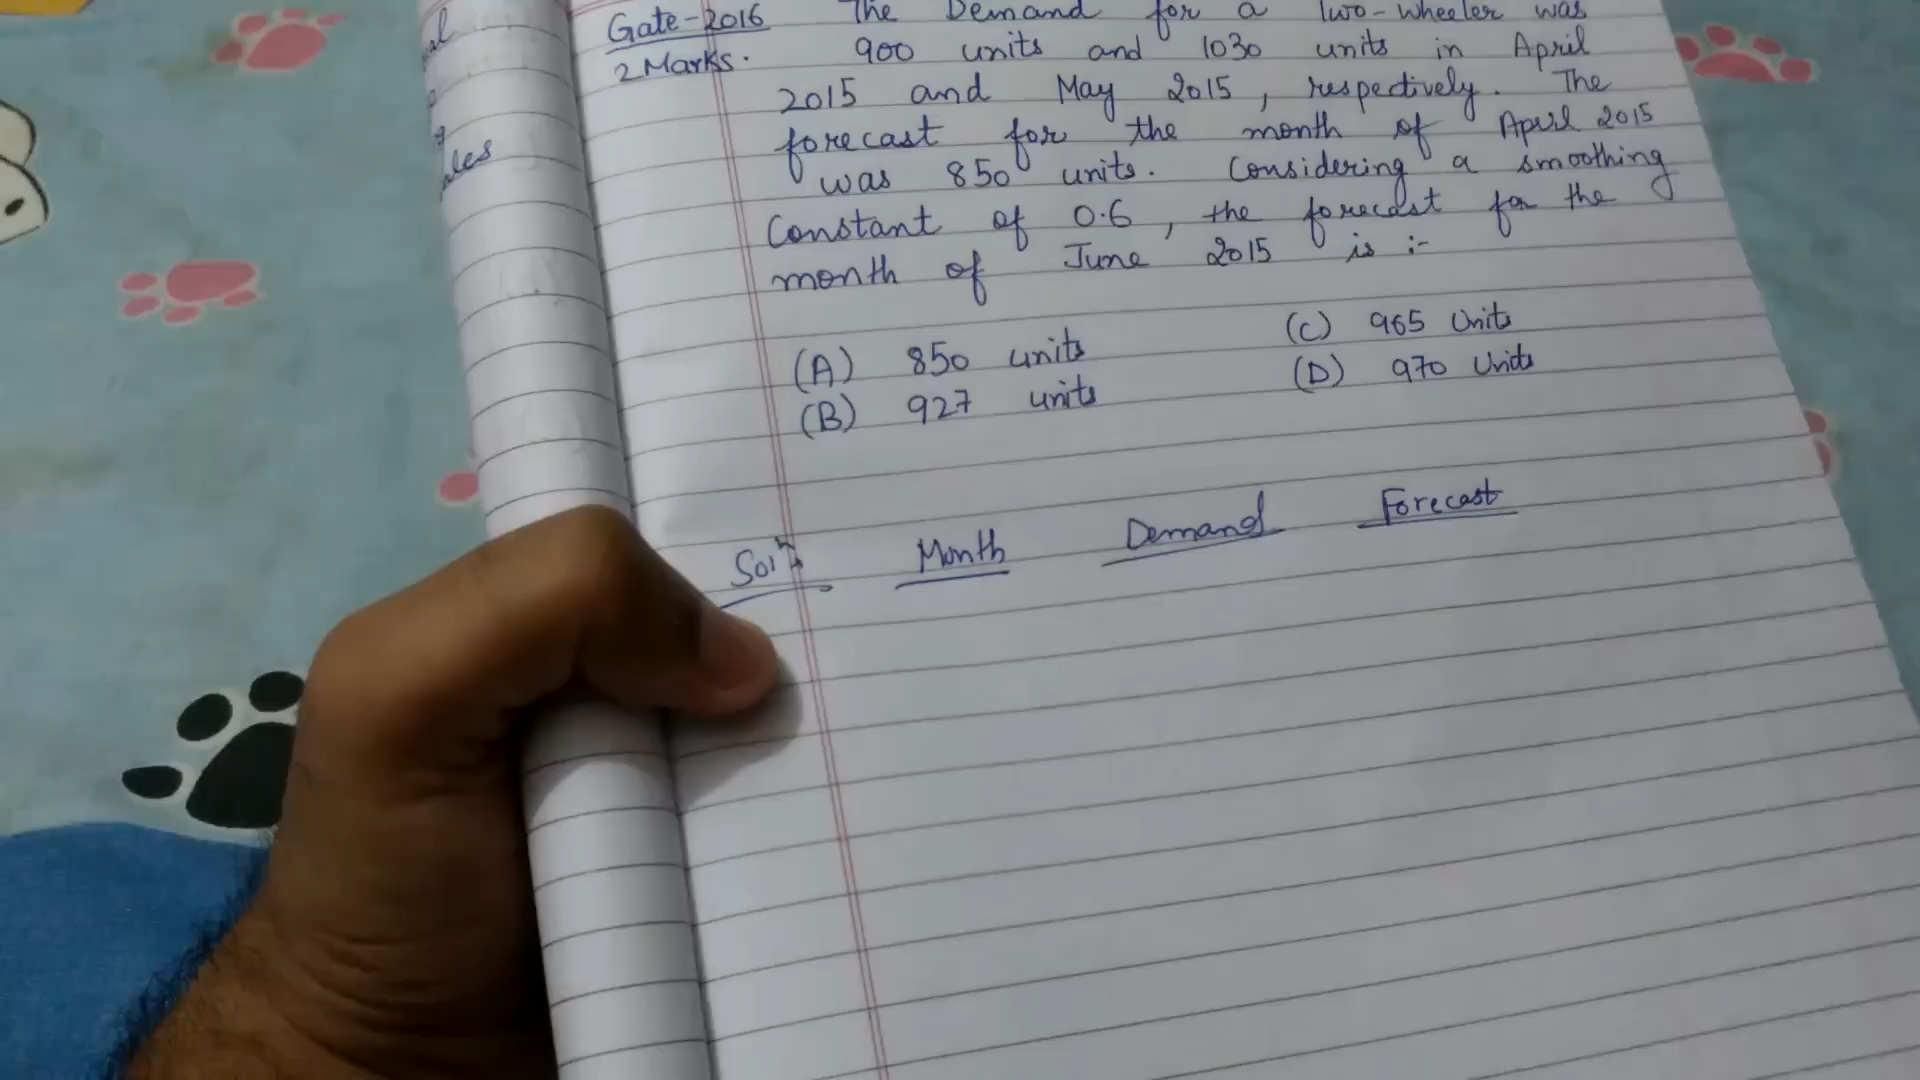 al
ales
Gate-2016
2 Marks.
The Demand for a Two-wheeler was
900 units and 1030 units in April
2015 and May 2015, respectively. The
forecast for the month of April 2015
was 850 units. Considering a smoothing
Constant of 0.6, the forecast for the
month of June 2015 is :-
(A) 850 units
(B) 927 units
(C) 965 Units
(D) 970 Units
Solⁿ Month Demand Forecast